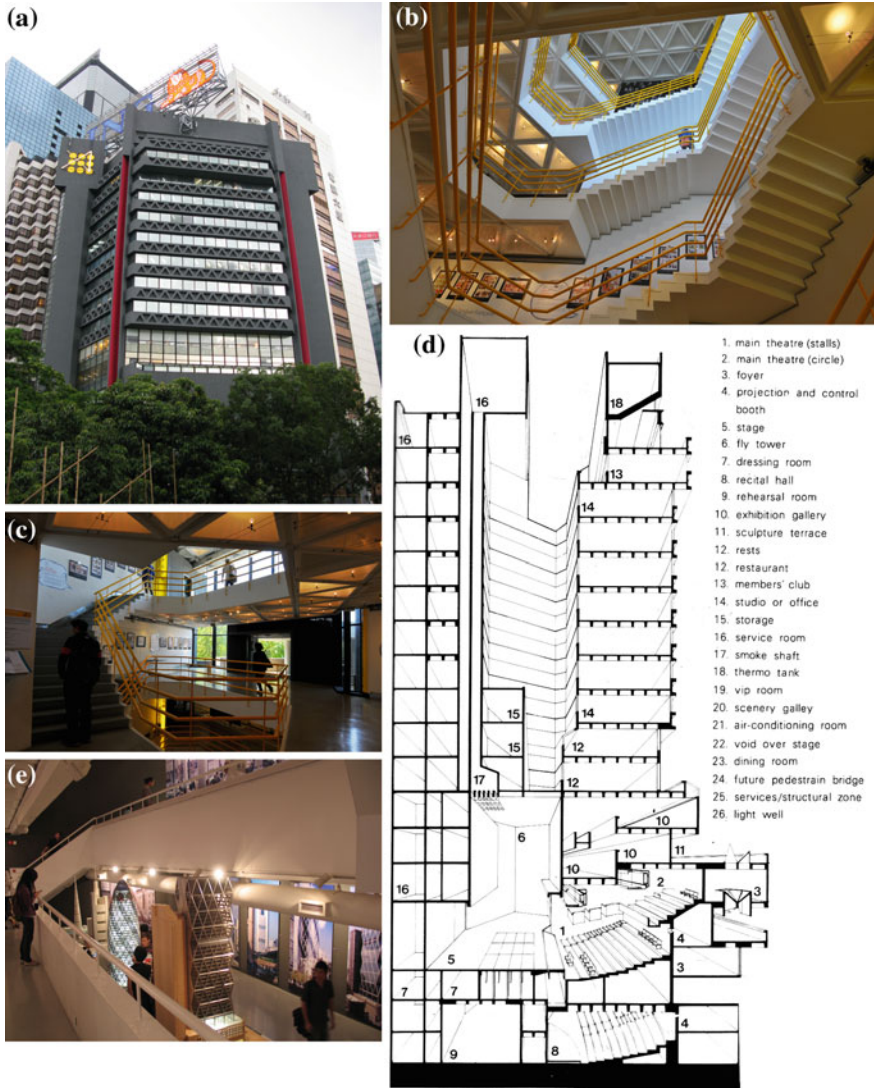 (a)
(b)
(c)
(d)
(e)
1. main theatre (stalls)
2. main theatre (circle)
3. foyer
4. projection and control
booth
5. stage
6. fly tower
7. dressing room
8. recital hall
9. rehearsal room
10. exhibition gallery
11. sculpture terrace
12. rests
12. restaurant
13. members' club
14. studio or office
15. storage
16. service room
17. smoke shaft
18. thermo tank
19. vip room
20. scenery galley
21. air-conditioning room
22. void over stage
23. dining room
24. future pedestrain bridge
25. services/structural zone
26. light well
16
18
16
13
14
15
14
15
12
17
12
10
6
11
10
10
2
3
16
1
4
5
3
7
7
4
9
8